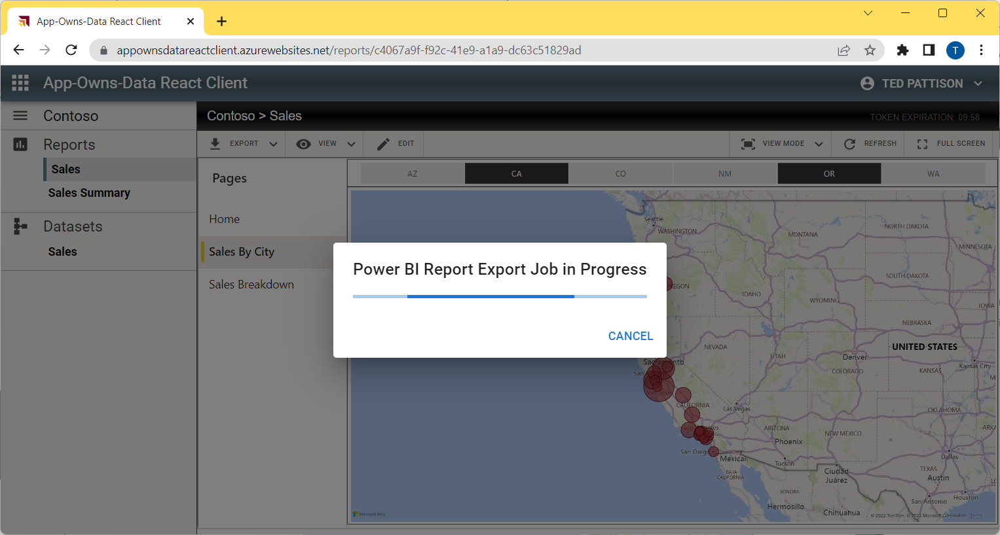 App-Owns-Data React Client
appownsdatareactclient.azurewebsites.net/reports/c4067a9f-f92c-41e9-a1a9-dc63c51829ad
T
App-Owns-Data React Client
TED PATTISON
Contoso
Contoso > Sales
TOKEN EXPIRATION: 09:58
Reports
Sales
Sales Summary
Datasets
Sales
EXPORT
VIEW
EDIT
VIEW MODE
REFRESH
FULL SCREEN
Pages
Home
Sales By City
Sales Breakdown
AZ
CA
CO
NM
OR
WA
Power BI Report Export Job in Progress
CANCEL
Seattle
WASHINGTON
MONTANA
NORTH DAKOTA
MINNESOTA
EGON
IDAHO
SOUTH DAKOTA
WYOMING
IOWA
NEBRASKA
NEVADA
UNITED STATES
UTAH
Denver
Sacramento
San
COLORADO
KANSAS
Kansas City
MI
CALIFORNIA
Las Vegas
OKLAHOMA
Los Angeles
ARIZONA
NEW MEXICO
ARKA
Phoenix
San Diego
Mexicali
Tucson
Dallas
BAJA
CALIFORNIA
Ciudad
Juárez
TEXAS
Austin
LO
SONORA
Hermosillo
Chihuahua
San Antonio
Houston
Microsoft Bing
© 2022 TomTom, © 2022 Microsoft Corporation Terms